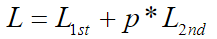 L = L₁ₛₜ + p * L₂ₙd